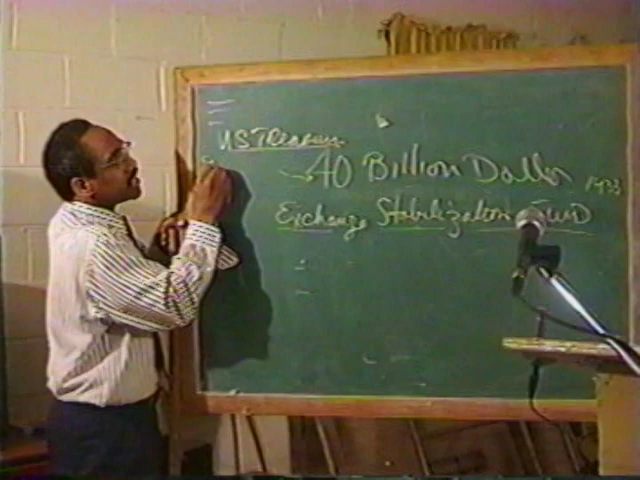 US Treasury
40 Billion Dollar 1933
Exchange Stabilization Fund